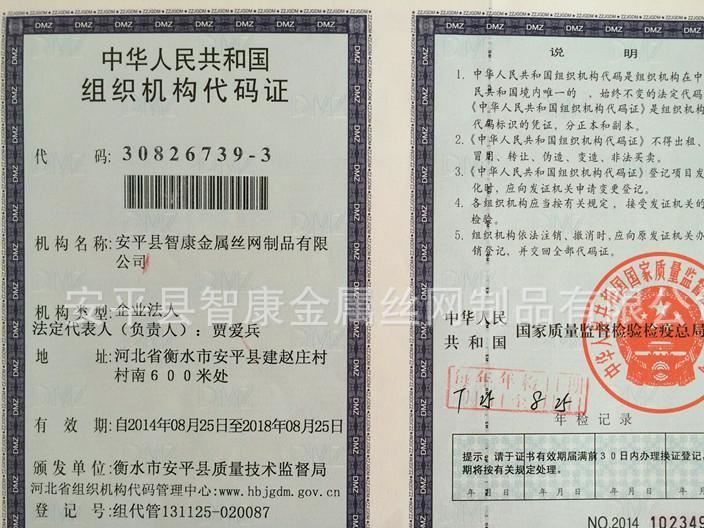 中华人民共和国
组织机构代码证
代 码:30826739-3
机构名称:安平县智康金属丝网制品有限
公司
机构类型:企业法人
法定代表人(负责人):贾爱兵
地 址:河北省衡水市安平县建赵庄村
村南600米处
有 效 期:自2014年08月25日至2018年08月25日
颁发单位:衡水市安平县质量技术监督局
河北省组织机构代码管理中心:www.hbjgdm.gov.cn
登 记 号:组代管131125-020087
说 明
1. 中华人民共和国组织机构代码是组织机构在中
民共和国境内唯一的 、始终不变的法定代码
《中华人民共和国组织机构代码证》是组织机构
代码标识的凭证,分正本和副本。
2.《中华人民共和国组织机构代码证》不得出租、
冒用、转让、伪造、变造、非法买卖。
3.《中华人民共和国组织机构代码证》登记项目发
化时,应向发证机关申请变更登记。
4. 各组织机构应当按有关规定,接受发证机关的
检验。
5. 组织机构依法注销、撤消时,应向原发证机关办
销登记,并交回全部代码证。
中华人民
共 和 国
国家质量监督检验检疫总局
年检记录
提示:请于证书有效期届满前30日内办理换证登记,
期将按有关规定处理。
年 月 日 年 月 日 年 月 日
NO.2014 102349
安平县智康金属丝网制品有限公